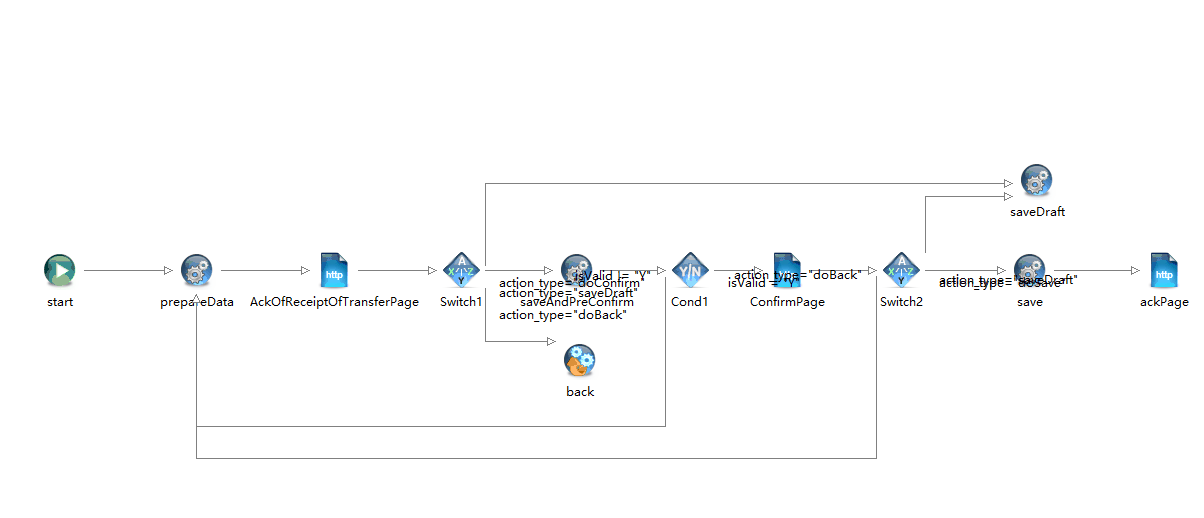 saveDraft
A
X Z
Y
http
A
X Z
Y
Y/N
http
A
X Z
Y
http
isValid != "Y"
action_type="doConfirm"
action_type="saveDraft"
action_type="doBack"
isValid = "Y"
action_type="doBack"
action_type="saveDraft"
action_type="doSave"
start
prepareData
AckOfReceiptOfTransferPage
Switch1
saveAndPreConfirm
Cond1
ConfirmPage
Switch2
save
ackPage
back